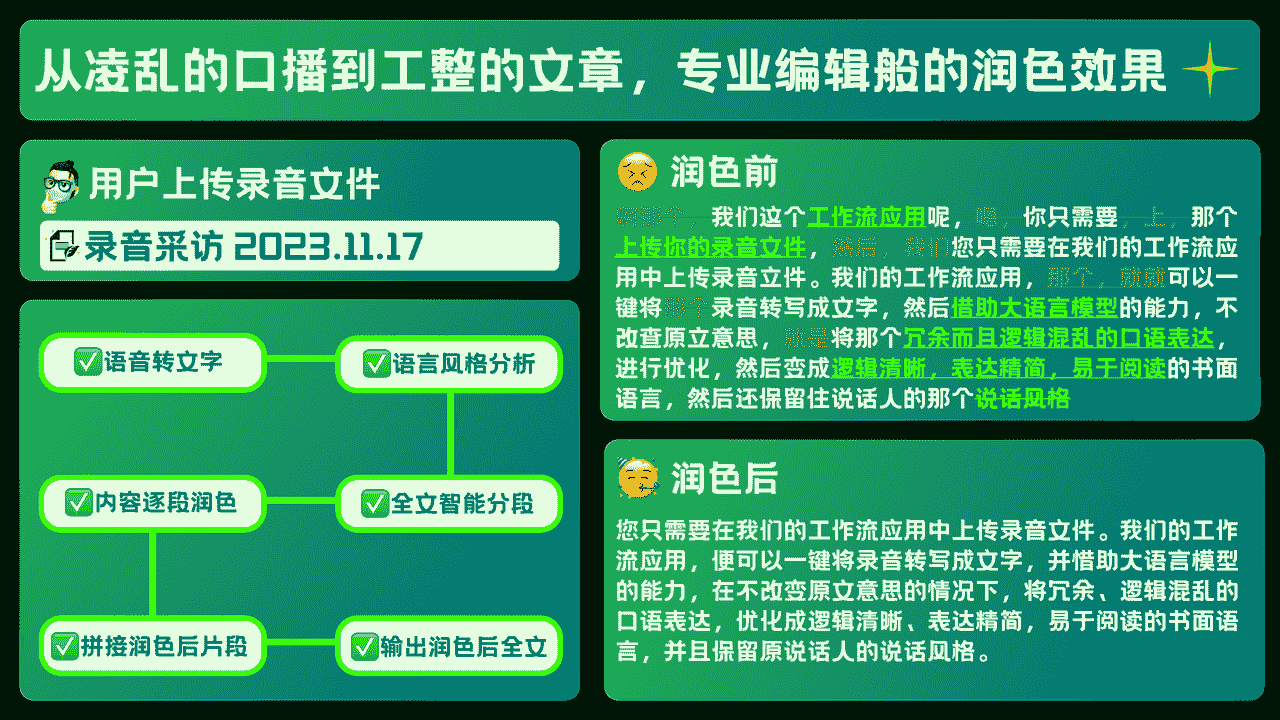 从凌乱的口播到工整的文章，专业编辑般的润色效果
用户上传录音文件
录音采访 2023.11.17
语音转文字
语言风格分析
内容逐段润色
全文智能分段
拼接润色后片段
输出润色后全文
润色前
我们这个工作流应用呢，嗯，你只需要，上，那个
上传你的录音文件，然后，我们您只需要在我们的工作流应
用中上传录音文件。我们的工作流应用，那个，就就可以一
键将那个录音转写成文字，然后借助大语言模型的能力，不
改查原立意思，就是将那个冗余而且逻辑混乱的口语表达，
进行优化，然后变成逻辑清晰，表达精简，易于阅读的书面
语言，然后还保留住说话人的那个说话风格
润色后
您只需要在我们的工作流应用中上传录音文件。我们的工作
流应用，便可以一键将录音转写成文字，并借助大语言模型
的能力，在不改变原立意思的情况下，将冗余、逻辑混乱的
口语表达，优化成逻辑清晰、表达精简，易于阅读的书面语
言，并且保留原说话人的说话风格。